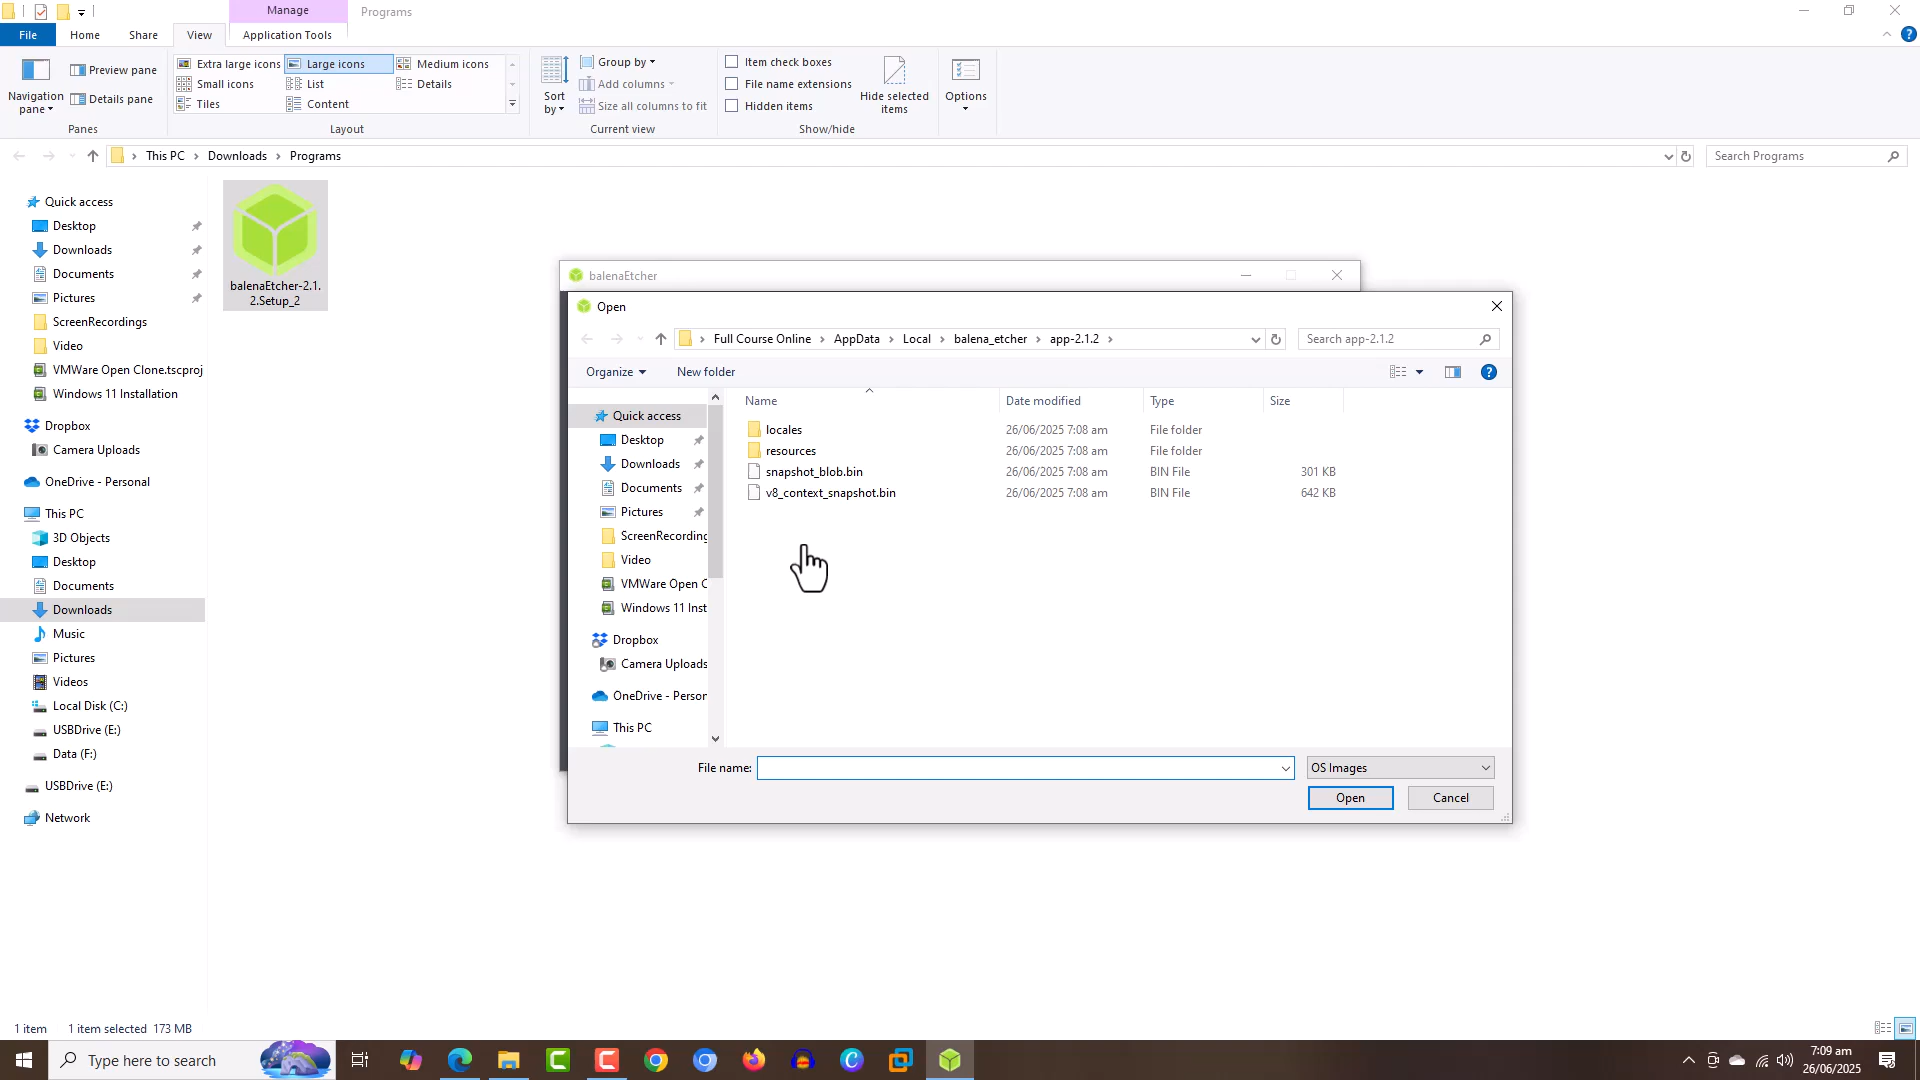 Manage
Programs
File
Home
Share
View
Application Tools
Navigation
pane
Preview pane
Details pane
Panes
Extra large icons
Large icons
Medium icons
Small icons
List
Details
Tiles
Content
Layout
Sort
by
Group by
Add columns
Size all columns to fit
Current view
Item check boxes
File name extensions
Hidden items
Hide selected
items
Show/hide
Options
This PC
Downloads
Programs
Search Programs
Quick access
Desktop
Downloads
Documents
Pictures
ScreenRecordings
Video
VMWare Open Clone.tscproj
Windows 11 Installation
Dropbox
Camera Uploads
OneDrive - Personal
This PC
3D Objects
Desktop
Documents
Downloads
Music
Pictures
Videos
Local Disk (C:)
USBDrive (E:)
Data (F:)
USBDrive (E:)
Network
balenaEtcher-2.1.
2.Setup_2
balenaEtcher
Open
Full Course Online
AppData
Local
balena_etcher
app-2.1.2
Search app-2.1.2
Organize
New folder
Quick access
Desktop
Downloads
Documents
Pictures
ScreenRecording
Video
VMWare Open C
Windows 11 Inst
Dropbox
Camera Uploads
OneDrive - Person
This PC
Name Date modified Type Size
locales 26/06/2025 7:08 am File folder
resources 26/06/2025 7:08 am File folder
snapshot_blob.bin 26/06/2025 7:08 am BIN File 301 KB
v8_context_snapshot.bin 26/06/2025 7:08 am BIN File 642 KB
File name:
OS Images
Open
Cancel
1 item 1 item selected 173 MB
Type here to search
7:09 am
26/06/2025